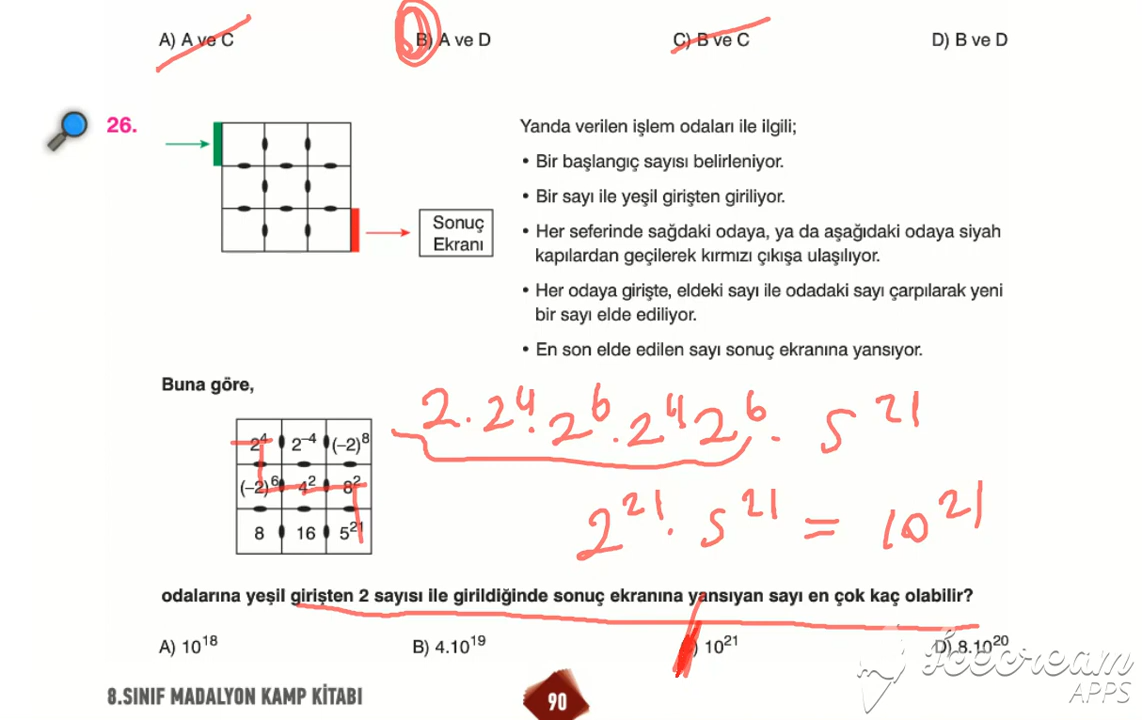 A) A ve C B) A ve D C) B ve C D) B ve D
26.
Yanda verilen işlem odaları ile ilgili;
• Bir başlangıç sayısı belirleniyor.
• Bir sayı ile yeşil girişten giriliyor.
• Her seferinde sağdaki odaya, ya da aşağıdaki odaya siyah
kapılardan geçilerek kırmızı çıkışa ulaşılıyor.
• Her odaya girişte, eldeki sayı ile odadaki sayı çarpılarak yeni
bir sayı elde ediliyor.
• En son elde edilen sayı sonuç ekranına yansıyor.
Sonuç
Ekranı
Buna göre,
2⁴ 2⁻⁴ (–2)⁸
(–2)⁶ 4² 8²
8 16 5²¹
2.2⁴.2⁶.2⁴2⁶. 5²¹
2²¹.5²¹ = 10²¹
odalarına yeşil girişten 2 sayısı ile girildiğinde sonuç ekranına yansıyan sayı en çok kaç olabilir?
A) 10¹⁸ B) 4.10¹⁹ ) 10²¹ D) 8.10²⁰
Icecream
APPS
8.SINIF MADALYON KAMP KİTABI
90